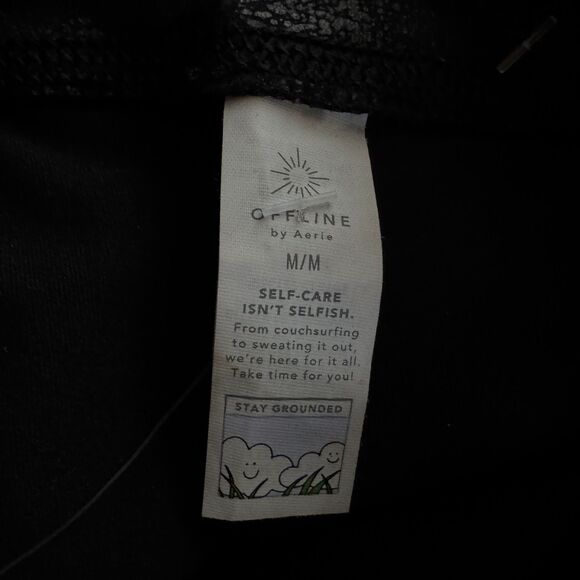 OFFLINE
by Aerie
M/M
SELF-CARE
ISN'T SELFISH.
From couchsurfing
to sweating it out,
we're here for it all.
Take time for you!
STAY GROUNDED